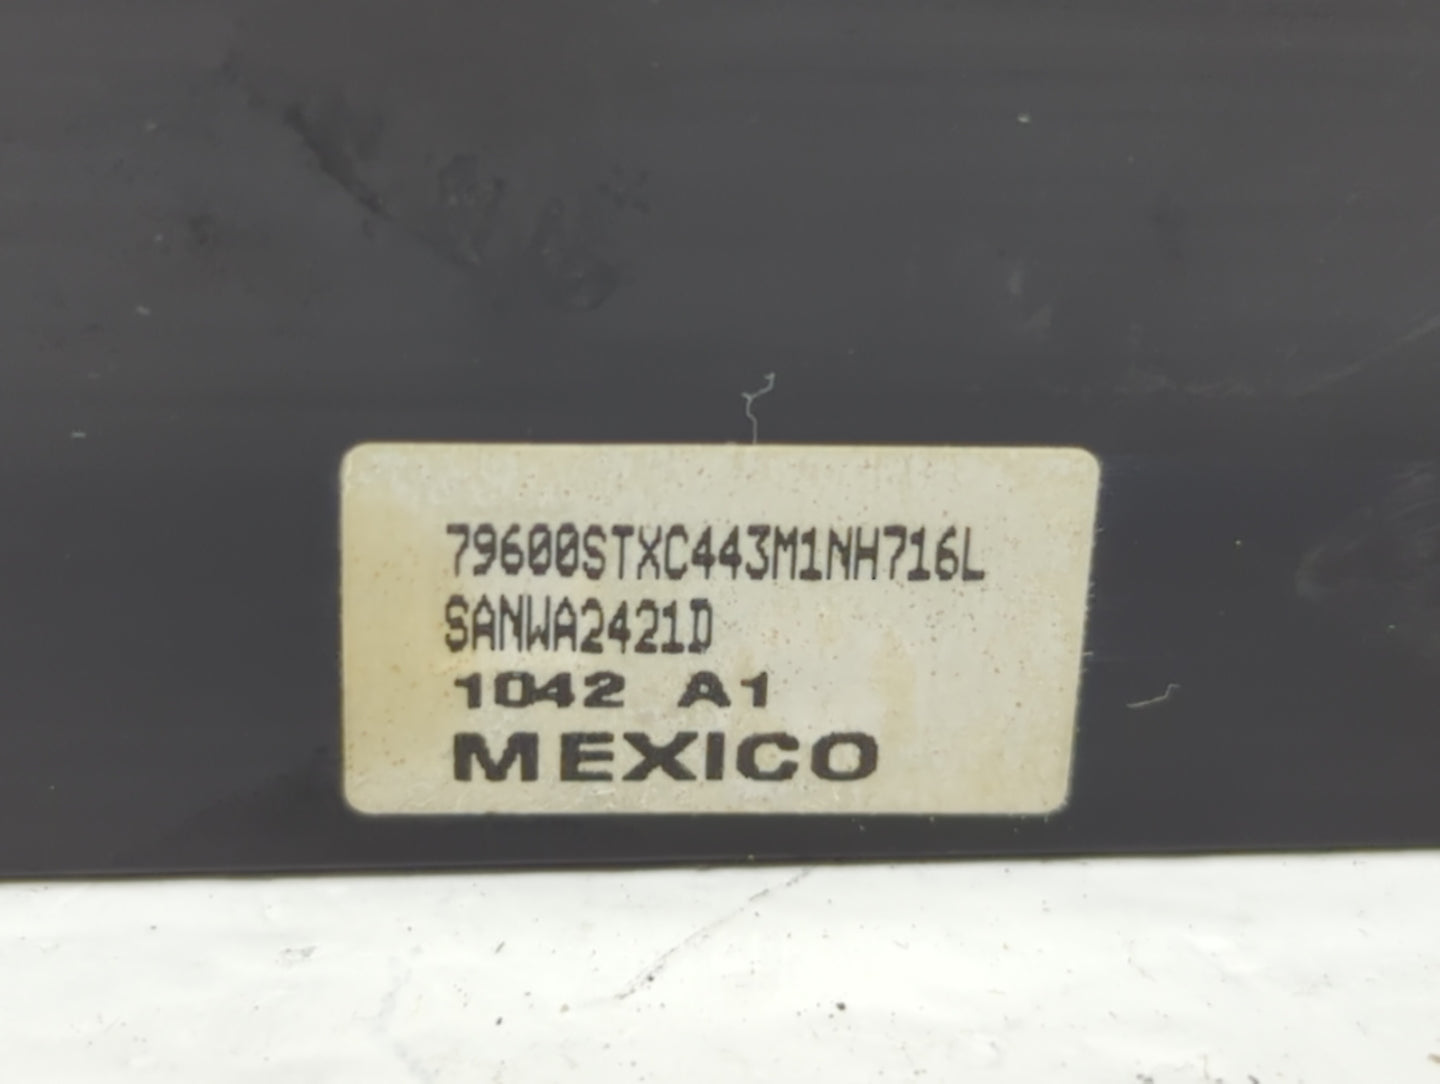 79600STXC443M1NH716L
SANWA2421D
1042 A1
MEXICO